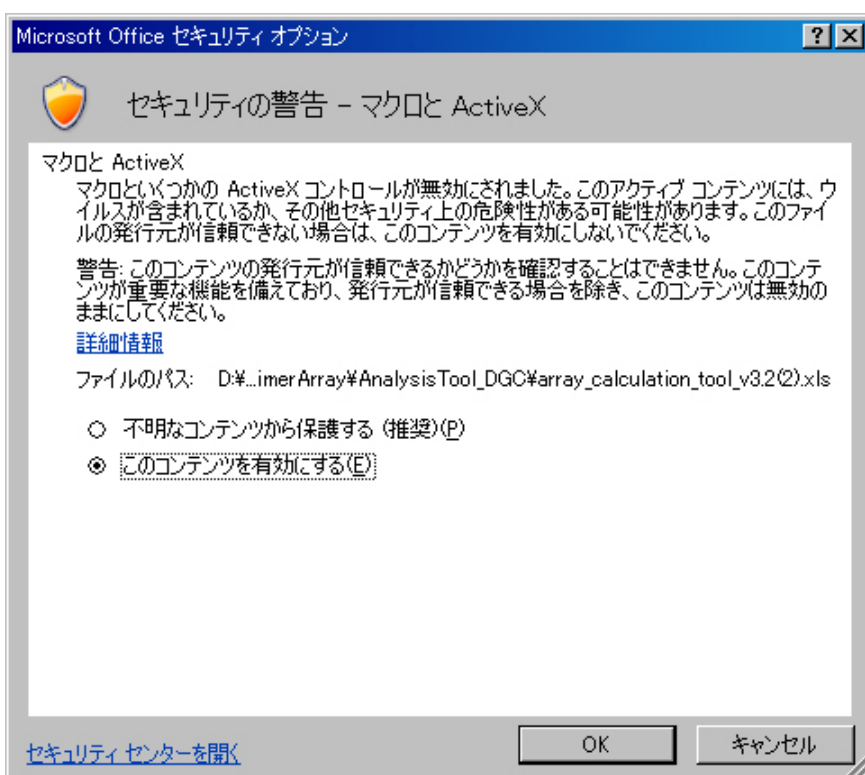 Microsoft Office セキュリティ オプション
セキュリティの警告 - マクロと ActiveX
マクロと ActiveX
マクロといくつかの ActiveX コントロールが無効にされました。このアクティブ コンテンツには、ウ
イルスが含まれているか、その他セキュリティ上の危険性がある可能性があります。このファイ
ルの発行元が信頼できない場合は、このコンテンツを有効にしないでください。
警告: このコンテンツの発行元が信頼できるかどうかを確認することはできません。このコンテ
ンツが重要な機能を備えており、発行元が信頼できる場合を除き、このコンテンツは無効の
ままにしてください。
詳細情報
ファイルのパス: D:¥...imerArray¥AnalysisTool_DGC¥array_calculation_tool_v3.2(2).xls
不明なコンテンツから保護する (推奨)(P)
このコンテンツを有効にする(E)
セキュリティ センターを開く
OK
キャンセル